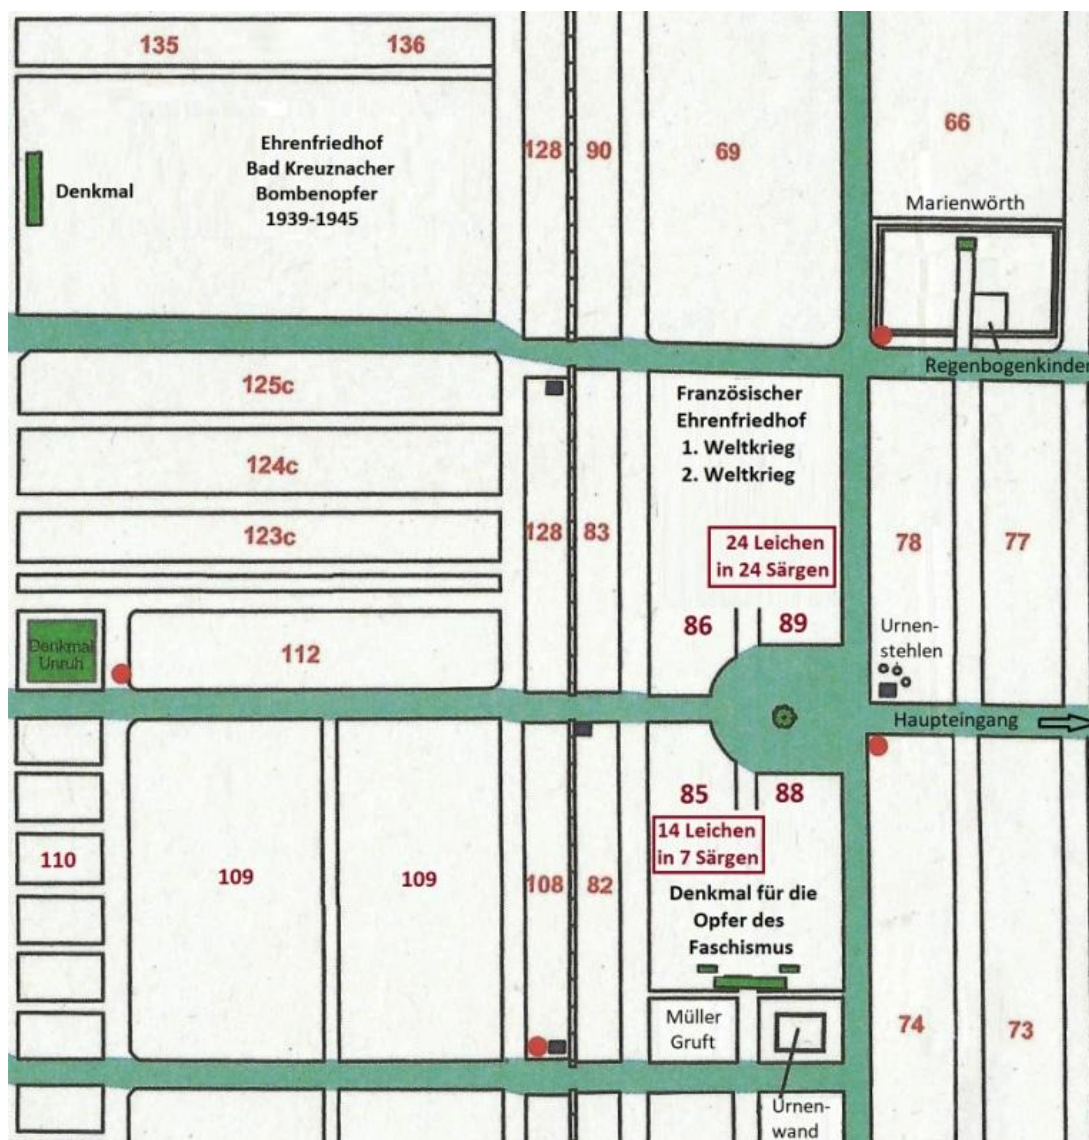 135
136
Ehrenfriedhof
Bad Kreuznacher
Bombenopfer
1939-1945
Denkmal
128
90
69
66
Marienwörth
Regenbogenkinder
125c
124c
123c
Französischer
Ehrenfriedhof
1. Weltkrieg
2. Weltkrieg
128
83
24 Leichen
in 24 Särgen
78
77
86
89
Urnen-
stehlen
Denkmal
Unruh
112
Haupteingang
85
88
14 Leichen
in 7 Särgen
110
109
109
108
82
Denkmal für die
Opfer des
Faschismus
Müller
Gruft
74
73
Urnen-
wand